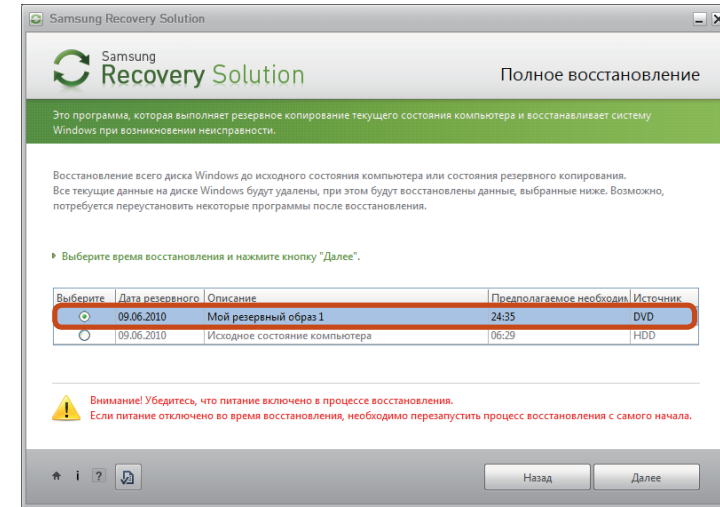 Samsung Recovery Solution
Samsung
Recovery Solution
Полное восстановление
Это программа, которая выполняет резервное копирование текущего состояния компьютера и восстанавливает систему
Windows при возникновении неисправности.
Восстановление всего диска Windows до исходного состояния компьютера или состояния резервного копирования.
Все текущие данные на диске Windows будут удалены, при этом будут восстановлены данные, выбранные ниже. Возможно,
потребуется переустановить некоторые программы после восстановления.
Выберите время восстановления и нажмите кнопку "Далее".
Выберите Дата резервного Описание Предполагаемое необходим Источник
09.06.2010 Мой резервный образ 1 24:35 DVD
09.06.2010 Исходное состояние компьютера 06:29 HDD
Внимание! Убедитесь, что питание включено в процессе восстановления.
Если питание отключено во время восстановления, необходимо перезапустить процесс восстановления с самого начала.
i ? Назад Далее